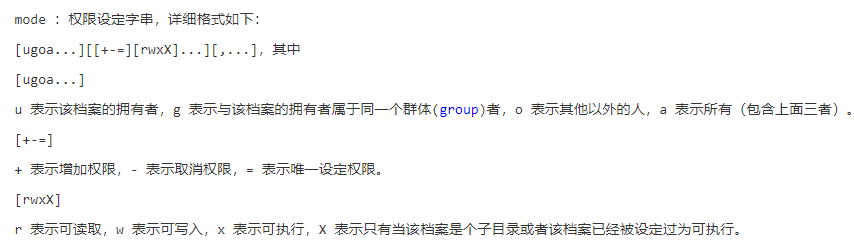 mode : 权限设定字串，详细格式如下：
[ugoa...][[+-=][rwxX]...][,...]，其中
[ugoa...]
u 表示该档案的拥有者，g 表示与该档案的拥有者属于同一个群体(group)者，o 表示其他以外的人，a 表示所有（包含上面三者）。
[+-=]
+ 表示增加权限，- 表示取消权限，= 表示唯一设定权限。
[rwxX]
r 表示可读取，w 表示可写入，x 表示可执行，X 表示只有当该档案是个子目录或者该档案已经被设定过为可执行。